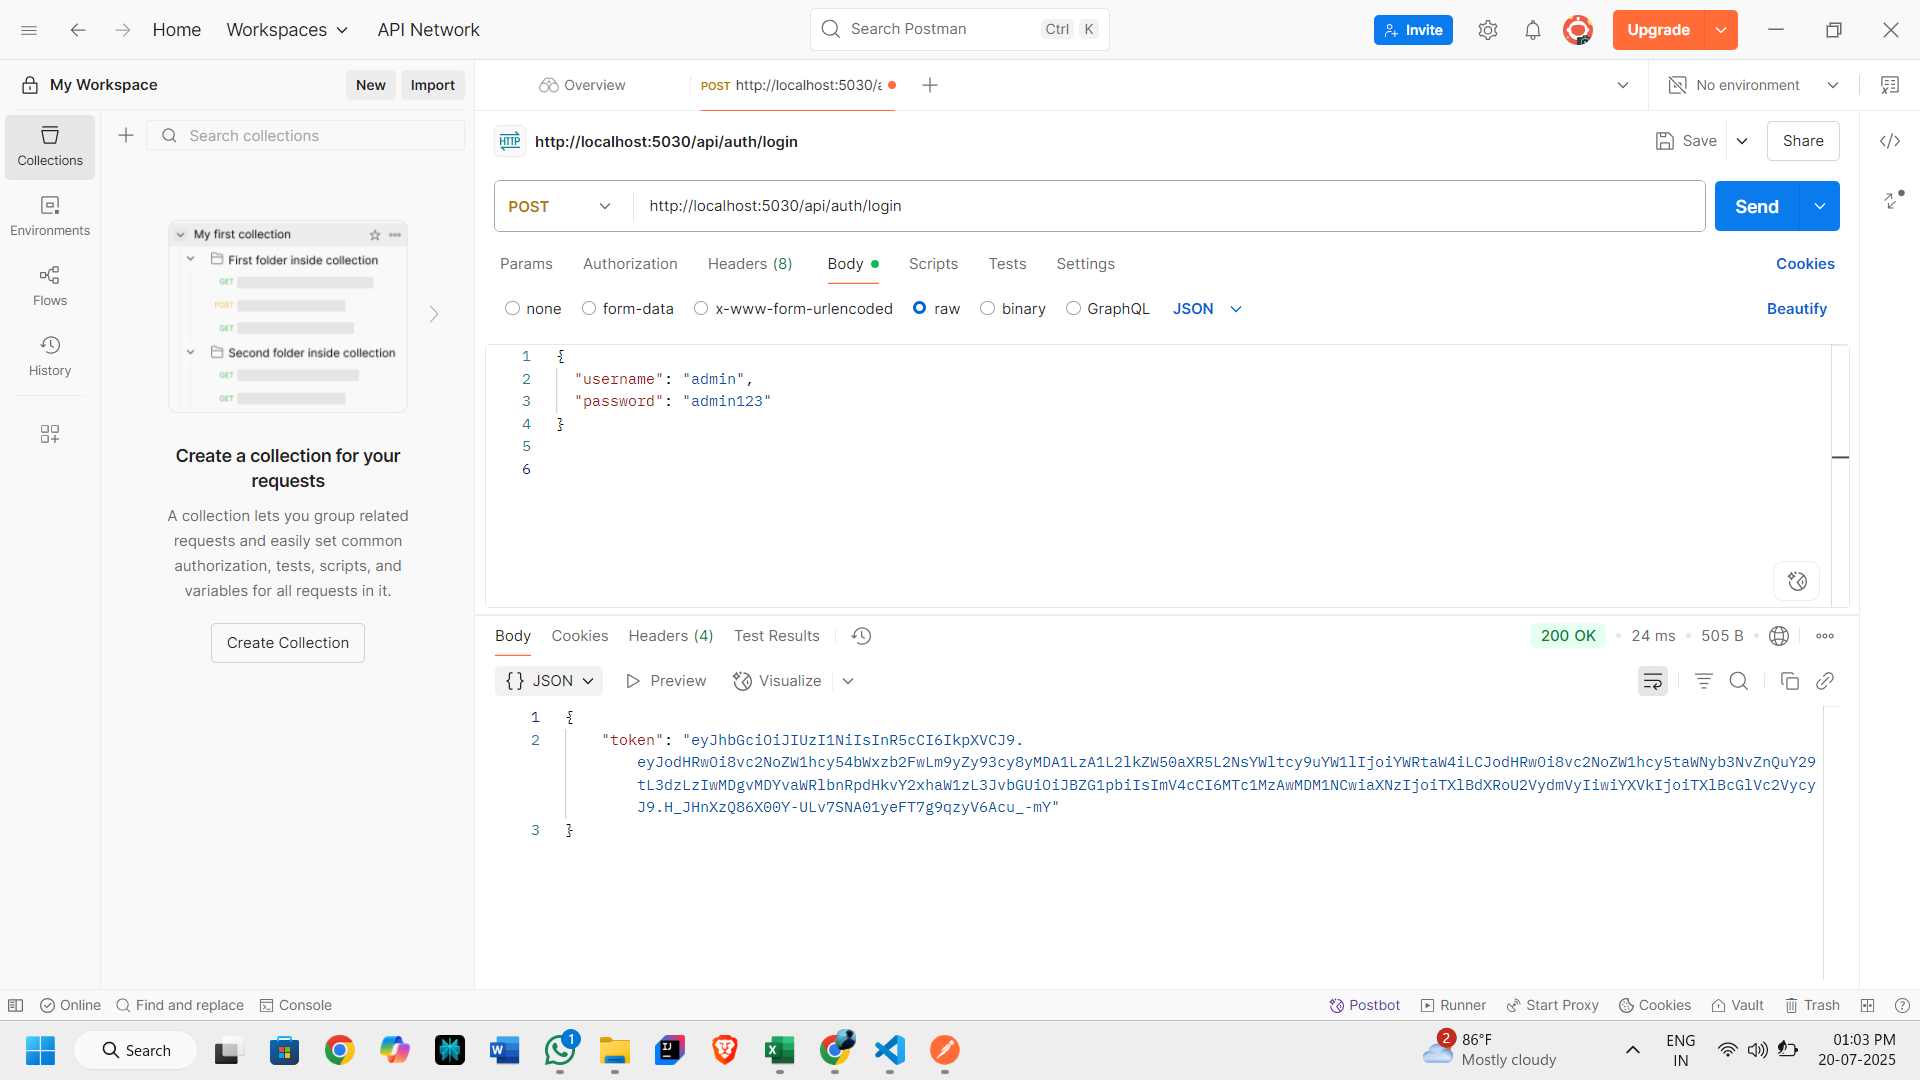 Home
Workspaces
API Network
Search Postman
Ctrl
K
Invite
Upgrade
My Workspace
New
Import
Overview
POST http://localhost:5030/a
No environment
Collections
Environments
Flows
History
Search collections
My first collection
First folder inside collection
GET
POST
GET
Second folder inside collection
GET
GET
Create a collection for your
requests
A collection lets you group related
requests and easily set common
authorization, tests, scripts, and
variables for all requests in it.
Create Collection
HTTP
http://localhost:5030/api/auth/login
Save
Share
POST
http://localhost:5030/api/auth/login
Send
Params
Authorization
Headers (8)
Body
Scripts
Tests
Settings
Cookies
none
form-data
x-www-form-urlencoded
raw
binary
GraphQL
JSON
Beautify
1 {
2 "username": "admin",
3 "password": "admin123"
4 }
5
6
Body
Cookies
Headers (4)
Test Results
200 OK
24 ms
505 B
{} JSON
Preview
Visualize
1 {
2 "token": "eyJhbGciOiJIUzI1NiIsInR5cCI6IkpXVCJ9.
eyJodHRwOi8vc2NoZW1hcy54bWxzb2FwLm9yZy93cy8yMDA1LzA1L2lkZW50aXR5L2NsYWltcy9uYW1lIjoiYWRtaW4iLCJodHRwOi8vc2NoZW1hcy5taWNyb3NvZnQuY29
tL3dzLzIwMDgvMDYvaWRlbnRpdHkvY2xhaW1zL3JvbGUiOiJBZG1pbiIsImV4cCI6MTc1MzAwMDM1NCwiaXNzIjoiTXlBdXRoU2VydmVyIiwiYXVkIjoiTXlBcGlVc2Vycy
J9.H_JHnXzQ86X00Y-ULv7SNA01yeFT7g9qzyV6Acu_-mY"
3 }
Online
Find and replace
Console
Postbot
Runner
Start Proxy
Cookies
Vault
Trash
Search
1
2
86°F
Mostly cloudy
ENG
IN
01:03 PM
20-07-2025